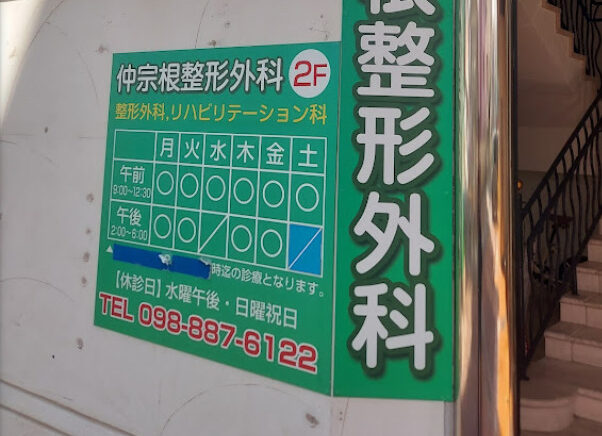 仲宗根整形外科 2F
整形外科,リハビリテーション科
月 火 水 木 金 土
午前 9:00~12:30 ○ ○ ○ ○ ○ ○
午後 2:00~6:00 ○ ○ / ○ ○ /
▲ 時迄の診療となります。
【休診日】水曜午後・日曜祝日
TEL 098-887-6122
根整形外科